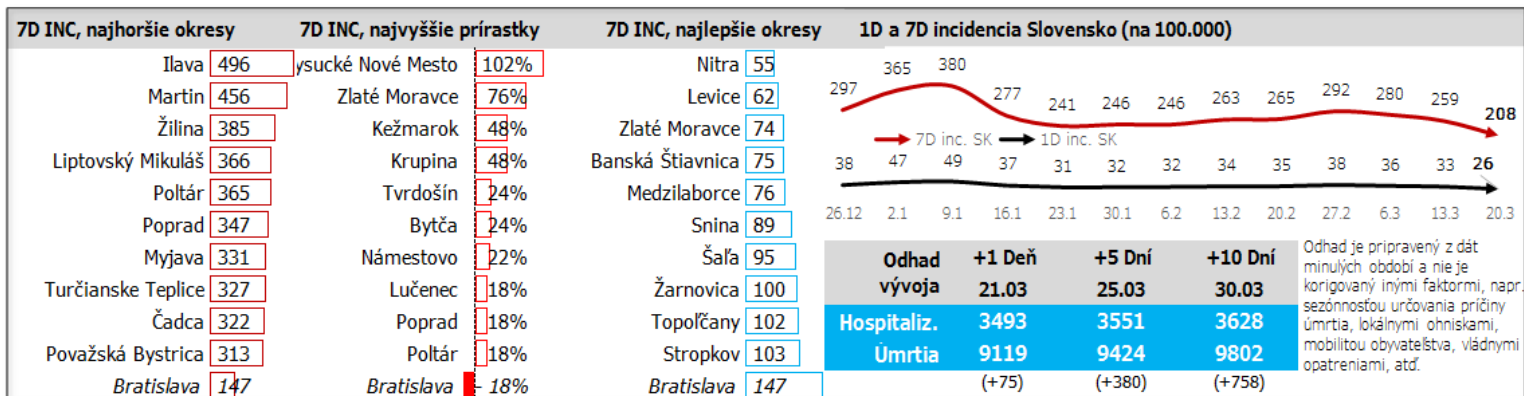 7D INC, najhoršie okresy
Ilava 496
Martin 456
Žilina 385
Liptovský Mikuláš 366
Poltár 365
Poprad 347
Myjava 331
Turčianske Teplice 327
Čadca 322
Považská Bystrica 313
Bratislava 147
7D INC, najvyššie prírastky
ysucké Nové Mesto 102%
Zlaté Moravce 76%
Kežmarok 48%
Krupina 48%
Tvrdošín 24%
Bytča 24%
Námestovo 22%
Lučenec 18%
Poprad 18%
Poltár 18%
Bratislava - 18%
7D INC, najlepšie okresy
Nitra 55
Levice 62
Zlaté Moravce 74
Banská Štiavnica 75
Medzilaborce 76
Snina 89
Šaľa 95
Žarnovica 100
Topoľčany 102
Stropkov 103
Bratislava 147
1D a 7D incidencia Slovensko (na 100.000)
297 365 380 277 241 246 246 263 265 292 280 259 208
7D inc. SK 1D inc. SK
38 47 49 37 31 32 32 34 35 38 36 33 26
26.12 2.1 9.1 16.1 23.1 30.1 6.2 13.2 20.2 27.2 6.3 13.3 20.3
Odhad +1 Deň +5 Dní +10 Dní
vývoja 21.03 25.03 30.03
Hospitaliz. 3493 3551 3628
Úmrtia 9119 9424 9802
(+75) (+380) (+758)
Odhad je pripravený z dát
minulých období a nie je
korigovaný inými faktormi, napr.
sezónnosťou určovania príčiny
úmrtia, lokálnymi ohniskami,
mobilitou obyvateľstva, vládnymi
opatreniami, atď.